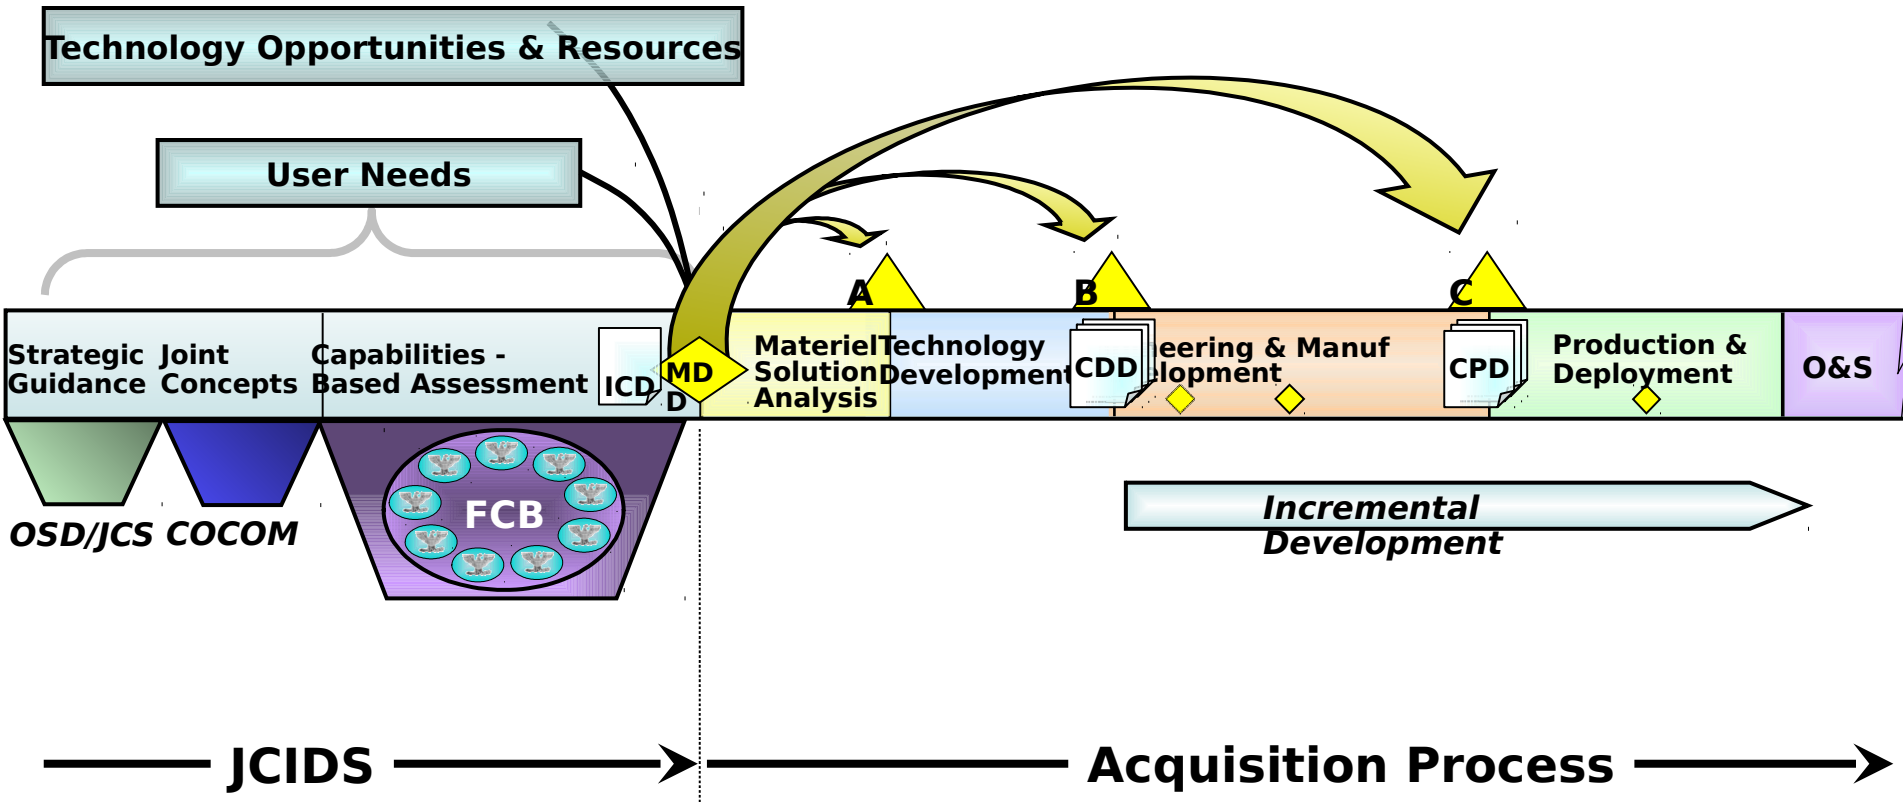 Technology Opportunities & Resources
User Needs
A
B
C
Strategic
Guidance
Joint
Concepts
Capabilities -
Based Assessment
ICD
MD
D
Materiel
Solution
Analysis
Technology
Development
CDD
neering & Manuf
elopment
CPD
Production &
Deployment
O&S
OSD/JCS
COCOM
FCB
Incremental
Development
JCIDS
Acquisition Process